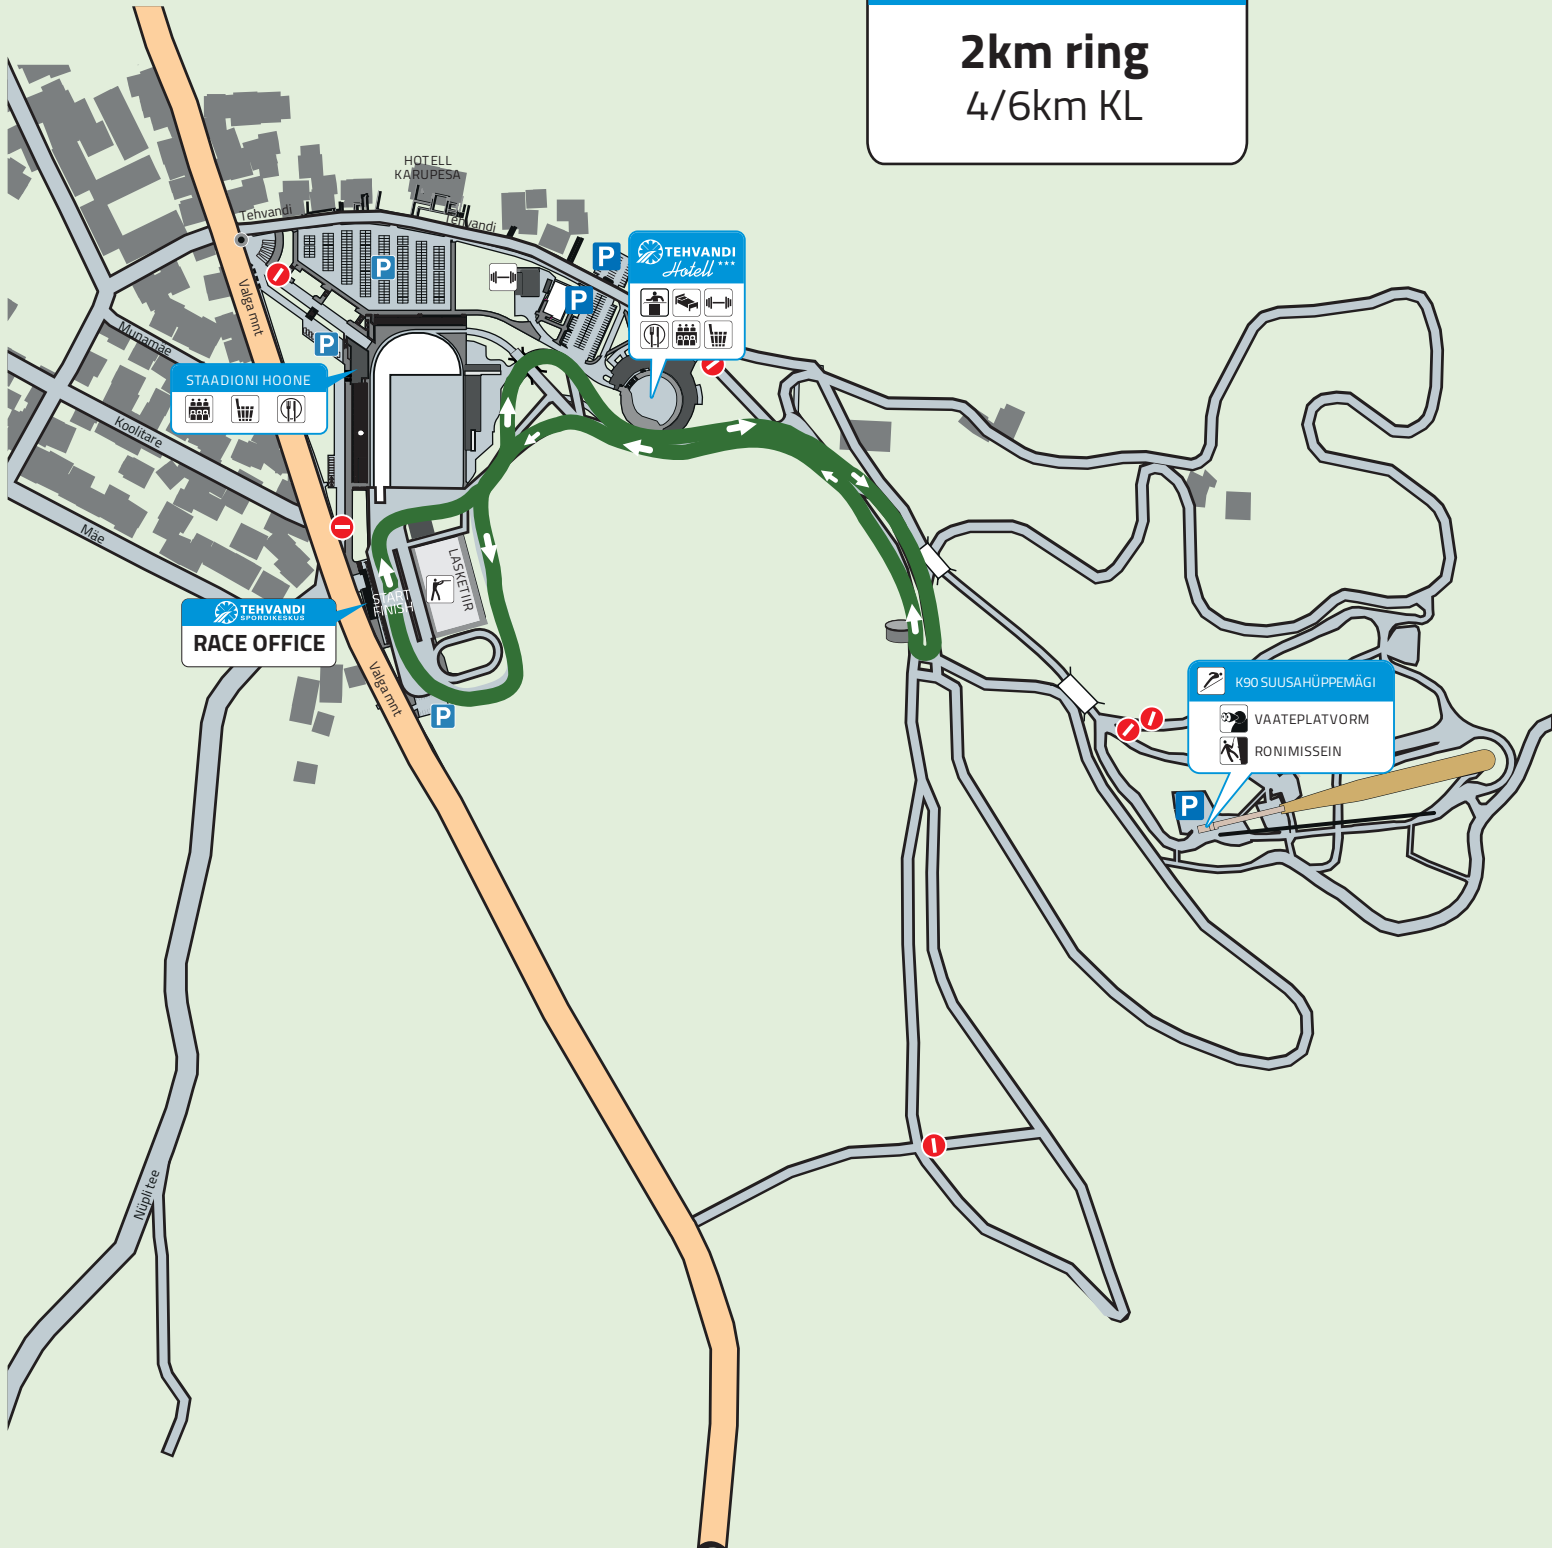 2km ring
4/6km KL
HOTELL
KARUPESA
Tehvandi
Tehvandi
P
P
P
TEHVANDI
Hotell ***
Valga mnt
Munamäe
P
STAADIONI HOONE
Koolitare
Mäe
LASKETIIR
START
FINISH
TEHVANDI
SPORDIKESKUS
RACE OFFICE
Valga mnt
P
K90 SUUSAHÜPPEMÄGI
VAATEPLATVORM
RONIMISSEIN
P
Nüpli tee